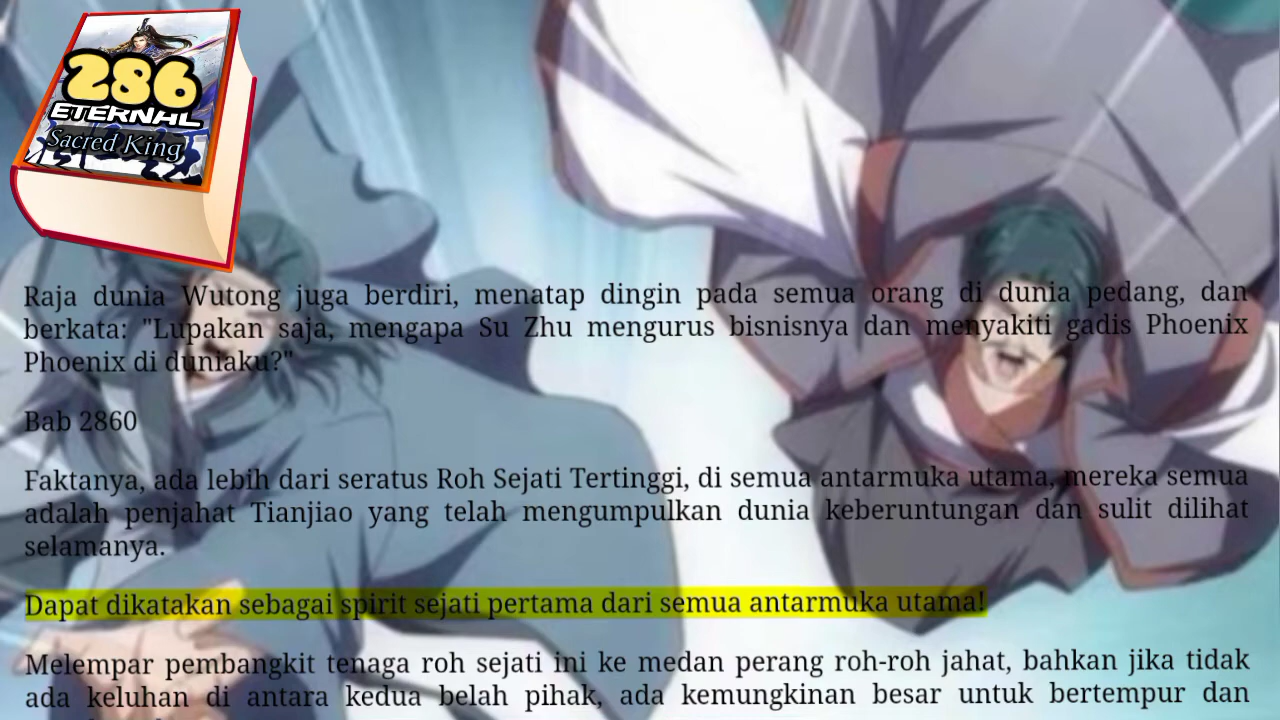 286
ETERNAL
Sacred King
Raja dunia Wutong juga berdiri, menatap dingin pada semua orang di dunia pedang, dan
berkata: "Lupakan saja, mengapa Su Zhu mengurus bisnisnya dan menyakiti gadis Phoenix
Phoenix di duniaku?"
Bab 2860
Faktanya, ada lebih dari seratus Roh Sejati Tertinggi, di semua antarmuka utama, mereka semua
adalah penjahat Tianjiao yang telah mengumpulkan dunia keberuntungan dan sulit dilihat
selamanya.
Dapat dikatakan sebagai spirit sejati pertama dari semua antarmuka utama!
Melempar pembangkit tenaga roh sejati ini ke medan perang roh-roh jahat, bahkan jika tidak
ada keluhan di antara kedua belah pihak, ada kemungkinan besar untuk bertempur dan